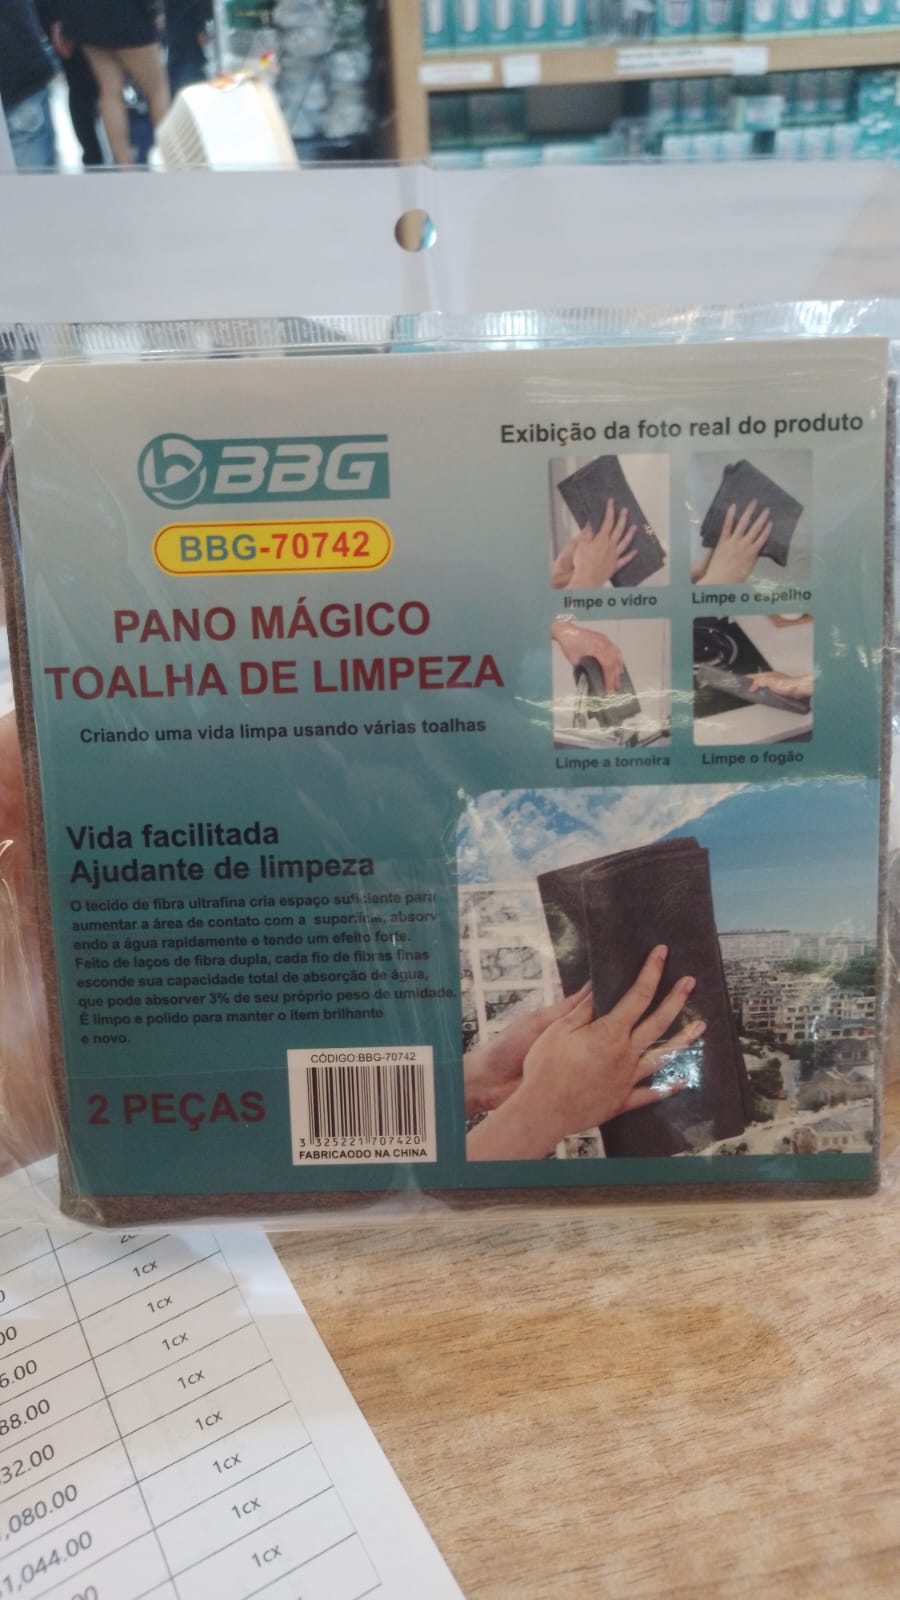 BBG
BBG-70742
PANO MÁGICO
TOALHA DE LIMPEZA
Criando uma vida limpa usando várias toalhas
Exibição da foto real do produto
limpe o vidro
Limpe o espelho
Limpe a torneira
Limpe o fogão
Vida facilitada
Ajudante de limpeza
O tecido de fibra ultrafina cria espaço suficiente para
aumentar a área de contato com a absorv
endo a água rapidamente e tendo um efeito forte.
Feito de laços de fibra dupla, cada fio de fibras finas
esconde sua capacidade total de absorção de água,
que pode absorver 3% de seu próprio peso de umidade.
É limpo e polido para manter o item brilhante
e novo.
2 PEÇAS
CÓDIGO:BBG-70742
3 325221 707420
FABRICAODO NA CHINA
1cx
1cx
6.00 1cx
88.00 1cx
32.00 1cx
,080.00 1cx
1,044.00 1cx
1cx